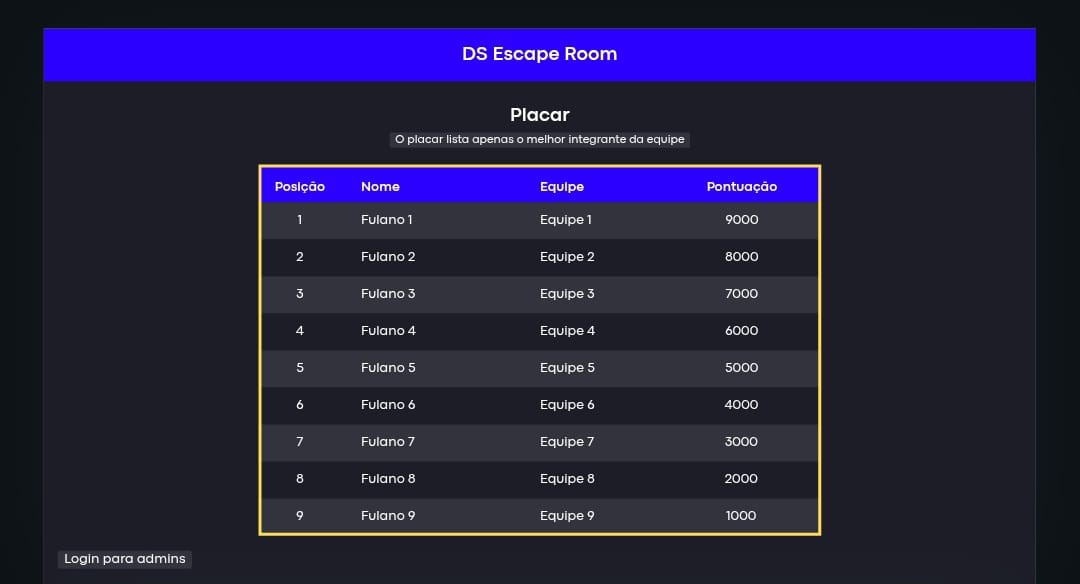 DS Escape Room
Placar
O placar lista apenas o melhor integrante da equipe
Posição Nome Equipe Pontuação
1 Fulano 1 Equipe 1 9000
2 Fulano 2 Equipe 2 8000
3 Fulano 3 Equipe 3 7000
4 Fulano 4 Equipe 4 6000
5 Fulano 5 Equipe 5 5000
6 Fulano 6 Equipe 6 4000
7 Fulano 7 Equipe 7 3000
8 Fulano 8 Equipe 8 2000
9 Fulano 9 Equipe 9 1000
Login para admins